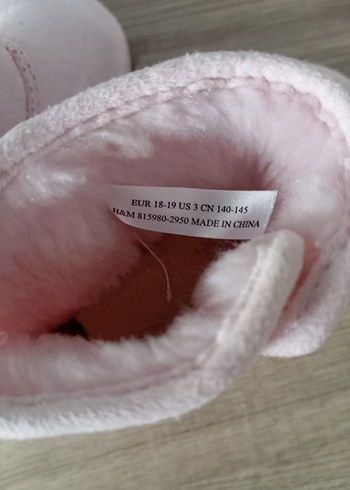 EUR 18-19 US 3 CN 140-145
H&M 815980-2950 MADE IN CHINA